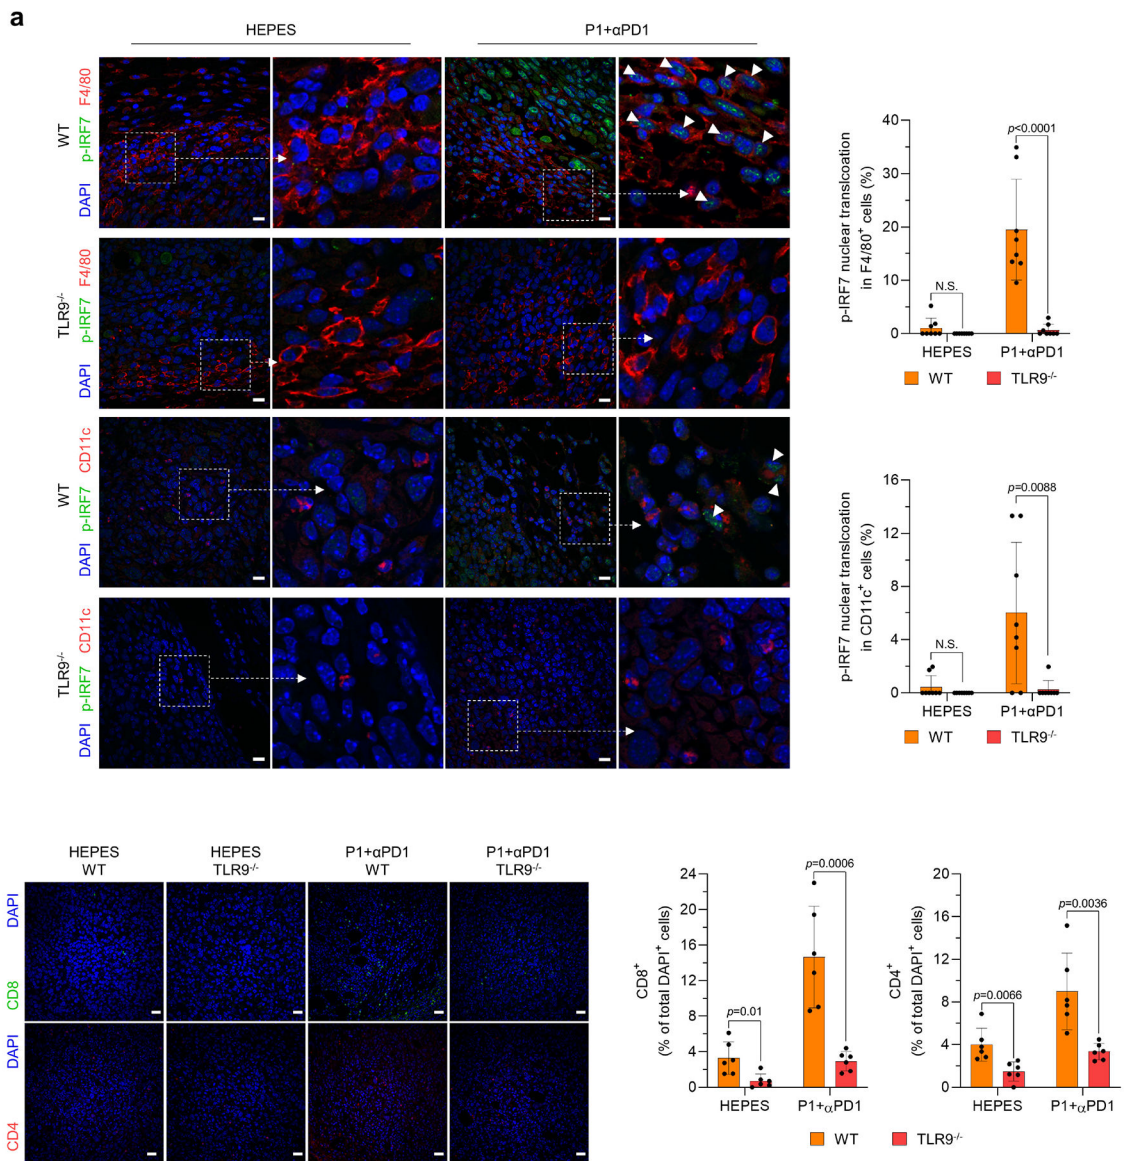 a
HEPES
P1+αPD1
WT
DAPI p-IRF7 F4/80
TLR9-/-
DAPI p-IRF7 F4/80
WT
DAPI p-IRF7 CD11c
TLR9-/-
DAPI p-IRF7 CD11c
p-IRF7 nuclear translcoation
in F4/80+ cells (%)
40
30
20
10
0
N.S.
p<0.0001
HEPES
P1+αPD1
WT
TLR9-/-
p-IRF7 nuclear translcoation
in CD11c+ cells (%)
16
12
8
4
0
N.S.
p=0.0088
HEPES
P1+αPD1
WT
TLR9-/-
HEPES
WT
HEPES
TLR9-/-
P1+αPD1
WT
P1+αPD1
TLR9-/-
CD8 DAPI
CD4 DAPI
CD8+
(% of total DAPI+ cells)
24
20
16
12
8
4
0
p=0.01
p=0.0006
HEPES
P1+αPD1
CD4+
(% of total DAPI+ cells)
20
16
12
8
4
0
p=0.0066
p=0.0036
HEPES
P1+αPD1
WT
TLR9-/-